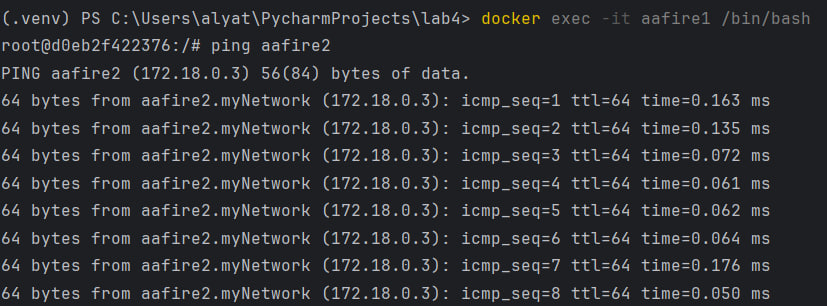 (.venv) PS C:\Users\alyat\PycharmProjects\lab4> docker exec -it aafire1 /bin/bash
root@d0eb2f422376:/# ping aafire2
PING aafire2 (172.18.0.3) 56(84) bytes of data.
64 bytes from aafire2.myNetwork (172.18.0.3): icmp_seq=1 ttl=64 time=0.163 ms
64 bytes from aafire2.myNetwork (172.18.0.3): icmp_seq=2 ttl=64 time=0.135 ms
64 bytes from aafire2.myNetwork (172.18.0.3): icmp_seq=3 ttl=64 time=0.072 ms
64 bytes from aafire2.myNetwork (172.18.0.3): icmp_seq=4 ttl=64 time=0.061 ms
64 bytes from aafire2.myNetwork (172.18.0.3): icmp_seq=5 ttl=64 time=0.062 ms
64 bytes from aafire2.myNetwork (172.18.0.3): icmp_seq=6 ttl=64 time=0.064 ms
64 bytes from aafire2.myNetwork (172.18.0.3): icmp_seq=7 ttl=64 time=0.176 ms
64 bytes from aafire2.myNetwork (172.18.0.3): icmp_seq=8 ttl=64 time=0.050 ms